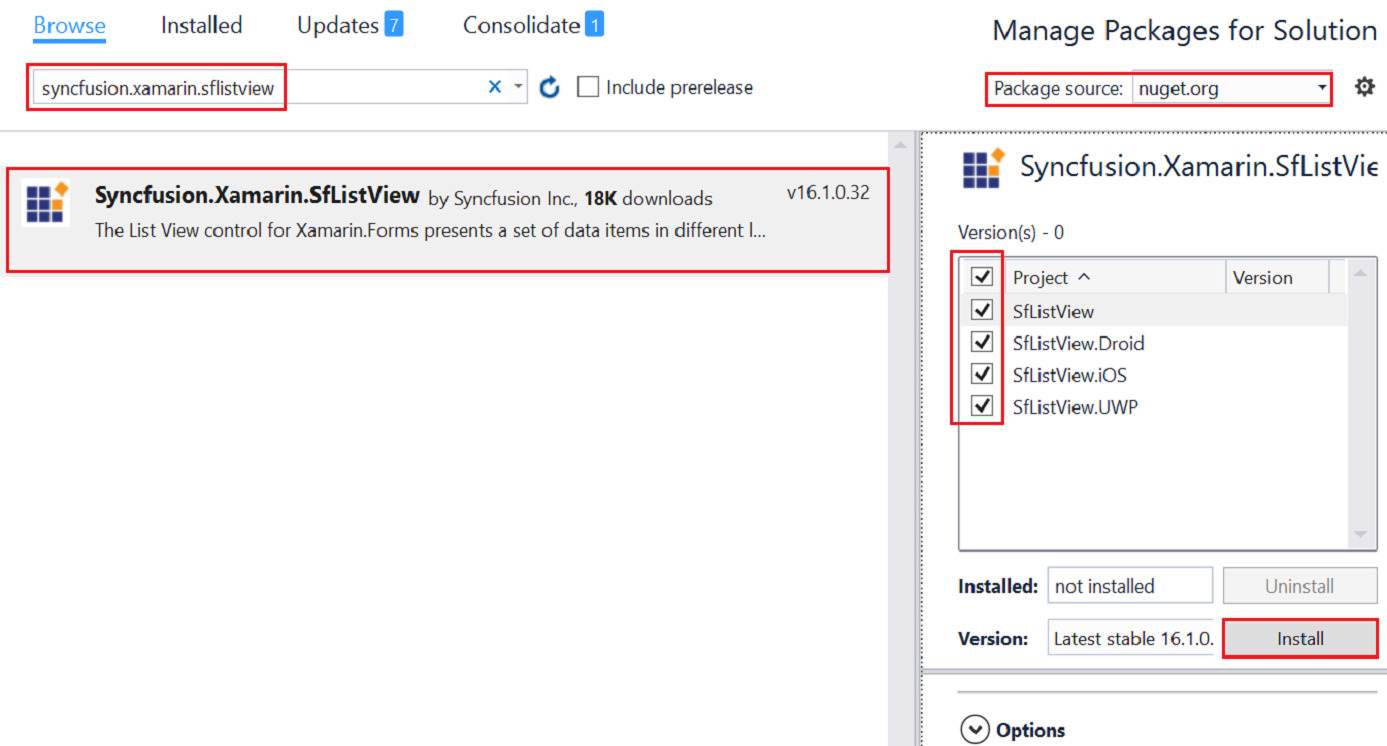 Browse Installed Updates 7 Consolidate 1
Manage Packages for Solution
syncfusion.xamarin.sflistview
Include prerelease
Package source: nuget.org
Syncfusion.Xamarin.SfListView by Syncfusion Inc., 18K downloads v16.1.0.32
The List View control for Xamarin.Forms presents a set of data items in different l...
Syncfusion.Xamarin.SfListVie
Version(s) - 0
Project Version
SfListView
SfListView.Droid
SfListView.iOS
SfListView.UWP
Installed: not installed Uninstall
Version: Latest stable 16.1.0. Install
Options